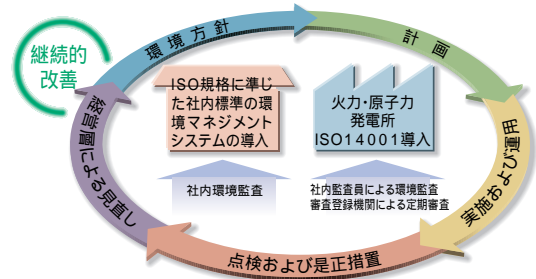 継続的
改善
環境方針
計画
ISO規格に準じ
た社内標準の環
境マネジメント
システムの導入
火力・原子力
発電所
ISO14001導入
経営層による見直し
実施および運用
社内環境監査
社内監査員による環境監査
審査登録機関による定期審査
点検および是正措置